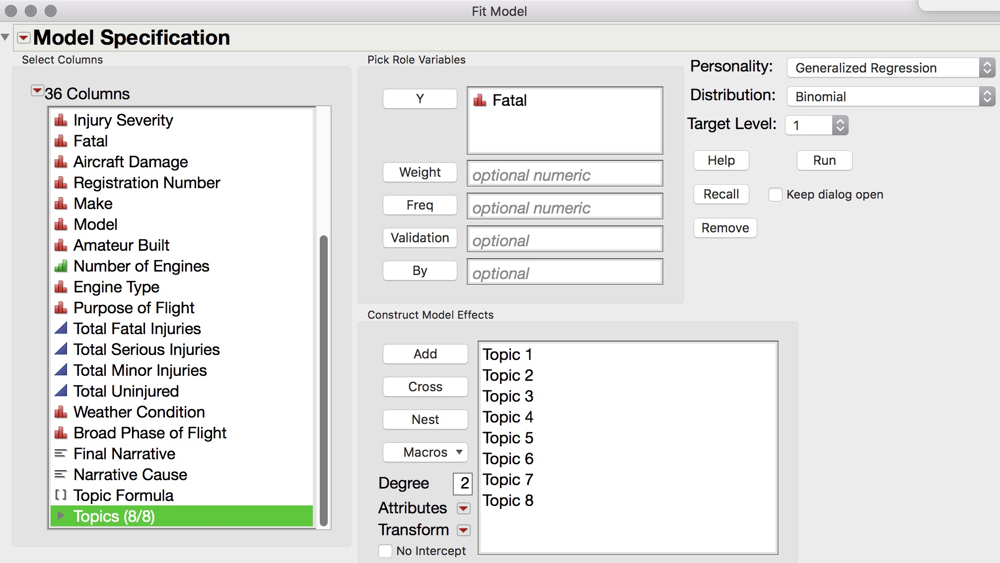 Fit Model
Model Specification
Select Columns
36 Columns
Injury Severity
Fatal
Aircraft Damage
Registration Number
Make
Model
Amateur Built
Number of Engines
Engine Type
Purpose of Flight
Total Fatal Injuries
Total Serious Injuries
Total Minor Injuries
Total Uninjured
Weather Condition
Broad Phase of Flight
Final Narrative
Narrative Cause
Topic Formula
Topics (8/8)
Pick Role Variables
Y
Fatal
Weight
optional numeric
Freq
optional numeric
Validation
optional
By
optional
Personality:
Generalized Regression
Distribution:
Binomial
Target Level:
1
Help
Run
Recall
Keep dialog open
Remove
Construct Model Effects
Add
Cross
Nest
Macros
Degree
2
Attributes
Transform
No Intercept
Topic 1
Topic 2
Topic 3
Topic 4
Topic 5
Topic 6
Topic 7
Topic 8